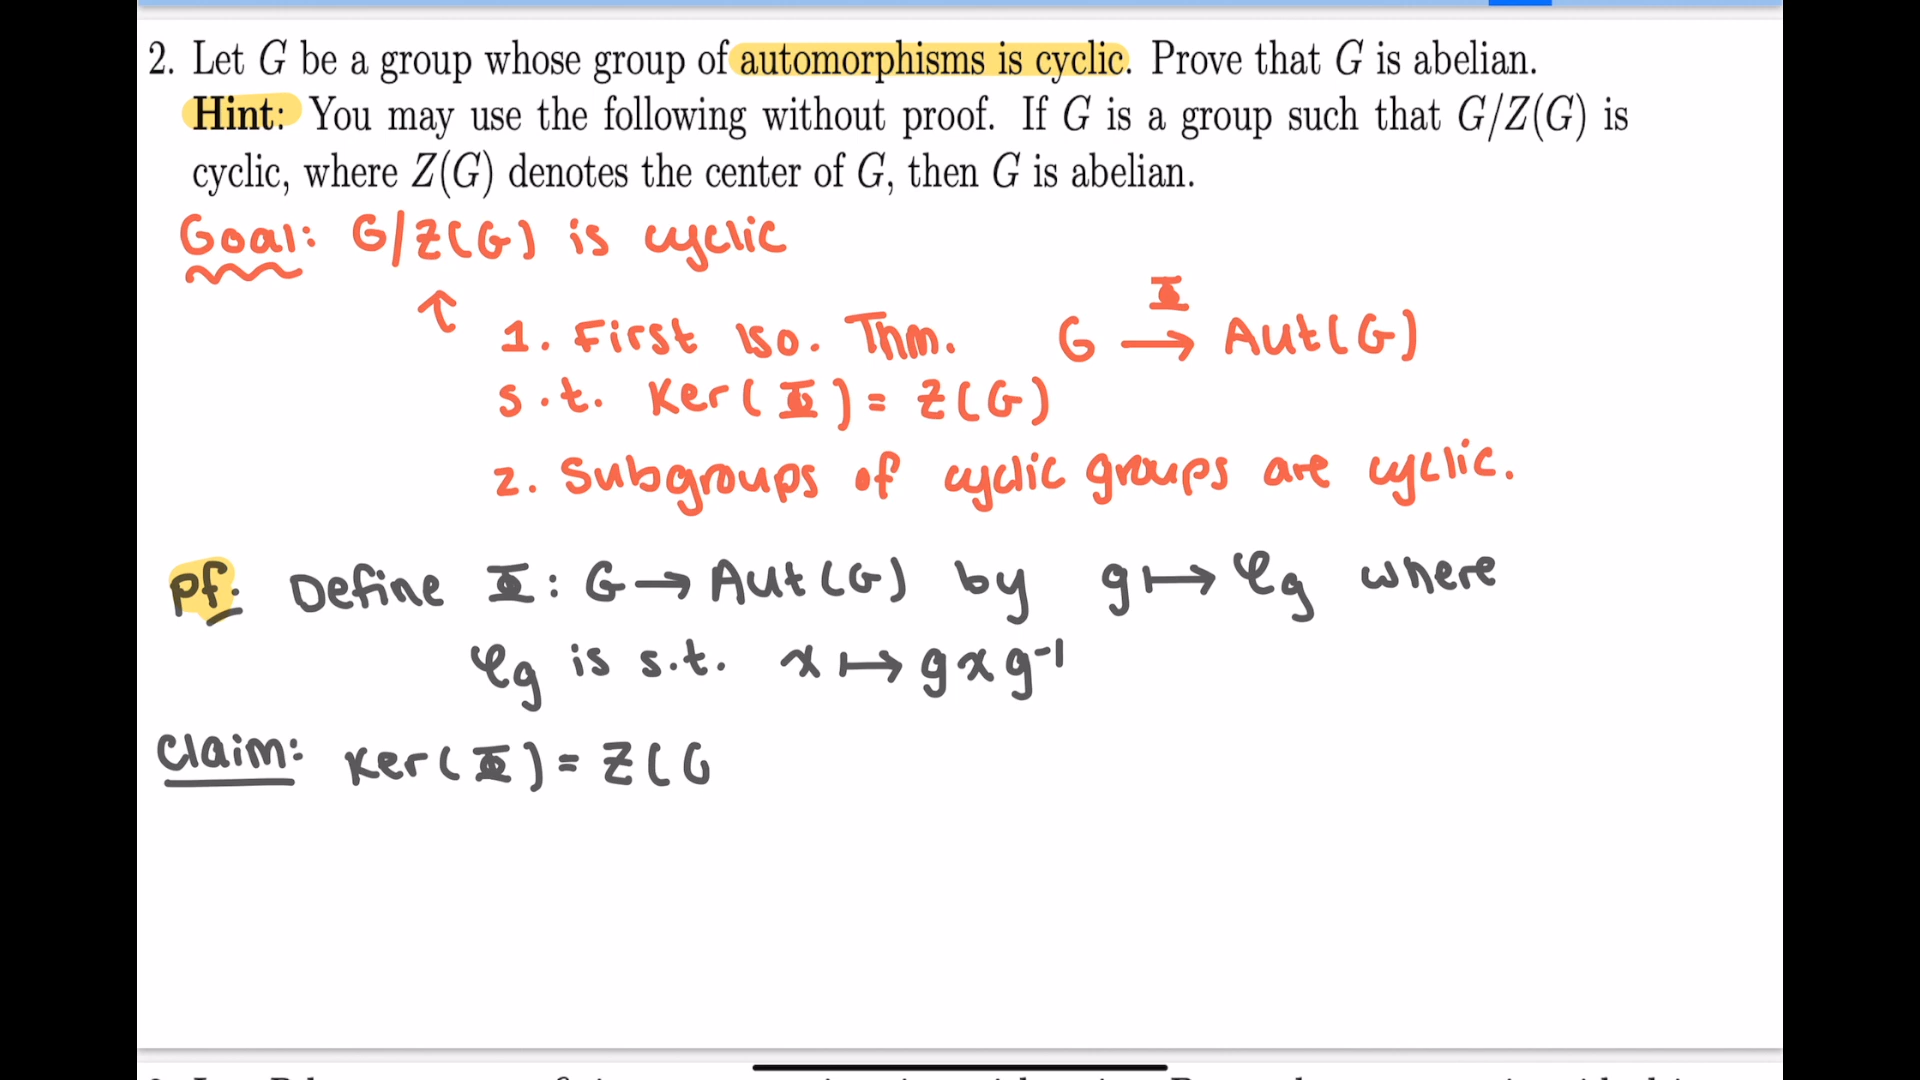 2. Let G be a group whose group of automorphisms is cyclic. Prove that G is abelian.
Hint: You may use the following without proof. If G is a group such that G/Z(G) is
cyclic, where Z(G) denotes the center of G, then G is abelian.
Goal: G/Z(G) is cyclic
↑ 1. First Iso. Thm. G →^Φ Aut(G)
s.t. Ker(Φ) = Z(G)
2. Subgroups of cyclic groups are cyclic.
pf: Define Φ: G → Aut(G) by g ↦ φg where
φg is s.t. x ↦ gxg⁻¹
Claim: Ker(Φ) = Z(G